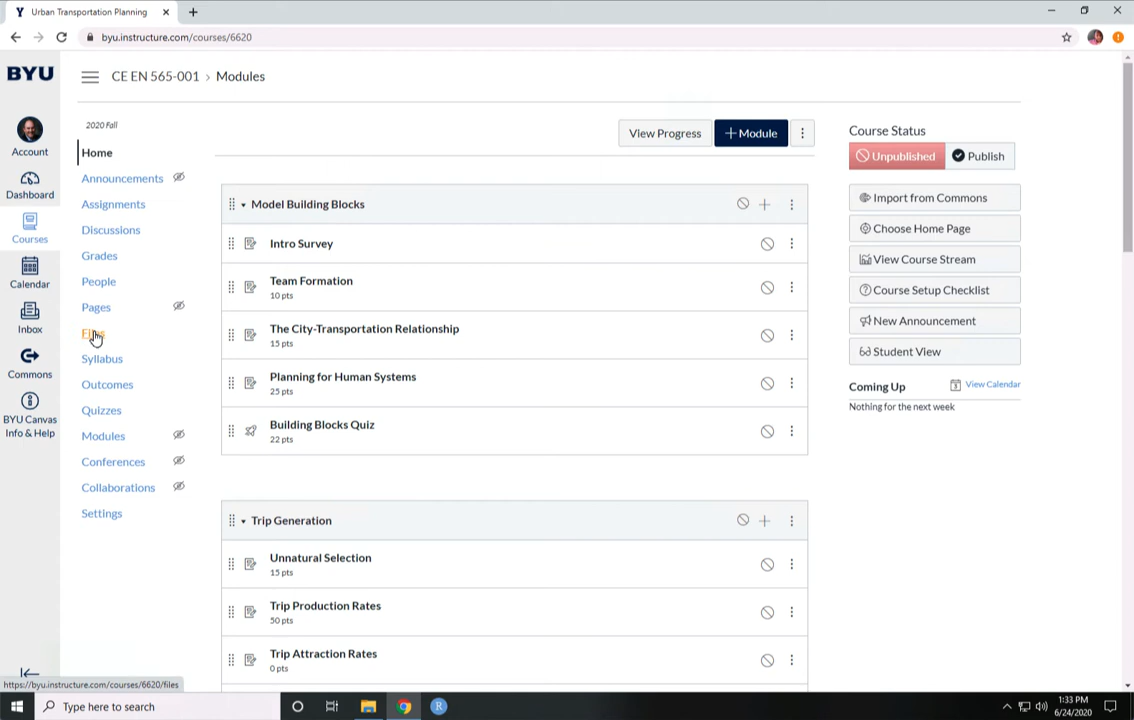 Urban Transportation Planning
byu.instructure.com/courses/6620
BYU
CE EN 565-001 > Modules
Account
Dashboard
Courses
Calendar
Inbox
Commons
BYU Canvas
Info & Help
2020 Fall
Home
Announcements
Assignments
Discussions
Grades
People
Pages
Files
Syllabus
Outcomes
Quizzes
Modules
Conferences
Collaborations
Settings
View Progress
+ Module
Model Building Blocks
Intro Survey
Team Formation
10 pts
The City-Transportation Relationship
15 pts
Planning for Human Systems
25 pts
Building Blocks Quiz
22 pts
Trip Generation
Unnatural Selection
15 pts
Trip Production Rates
50 pts
Trip Attraction Rates
0 pts
Course Status
Unpublished
Publish
Import from Commons
Choose Home Page
View Course Stream
Course Setup Checklist
New Announcement
Student View
Coming Up
View Calendar
Nothing for the next week
https://byu.instructure.com/courses/6620/files
Type here to search
R
1:33 PM
6/24/2020